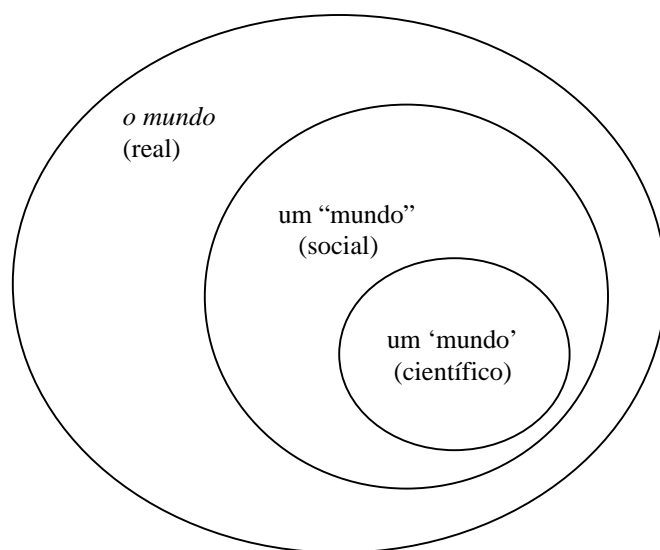 o mundo
(real)
um “mundo”
(social)
um ‘mundo’
(científico)